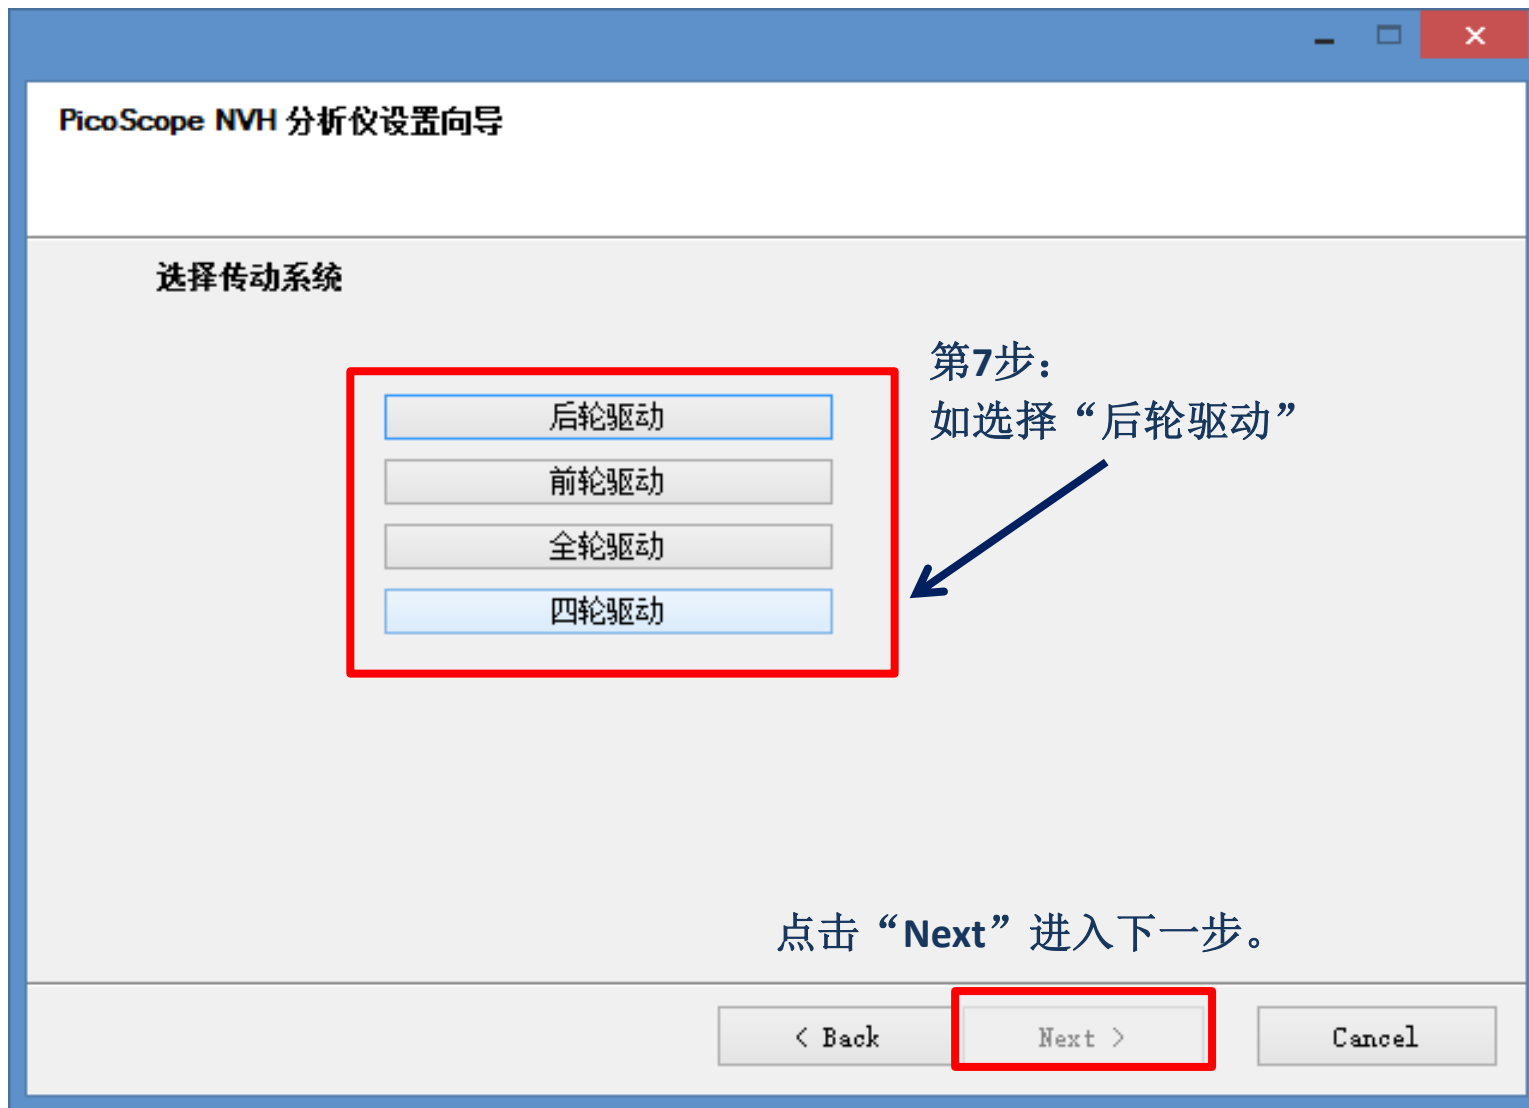 PicoScope NVH 分析仪设置向导
选择传动系统
第7步：
如选择“后轮驱动”
后轮驱动
前轮驱动
全轮驱动
四轮驱动
点击“Next”进入下一步。
< Back
Next >
Cancel